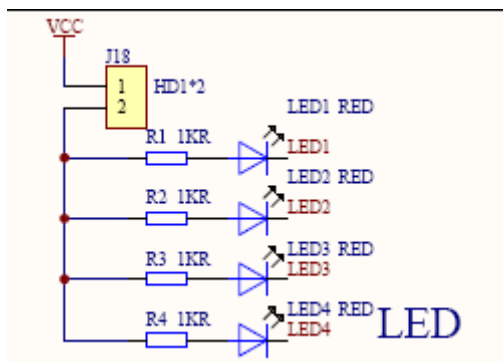 VCC
J18
1
2
HD1*2
LED1 RED
R1 1KR
LED1
LED2 RED
R2 1KR
LED2
LED3 RED
R3 1KR
LED3
LED4 RED
R4 1KR
LED4
LED